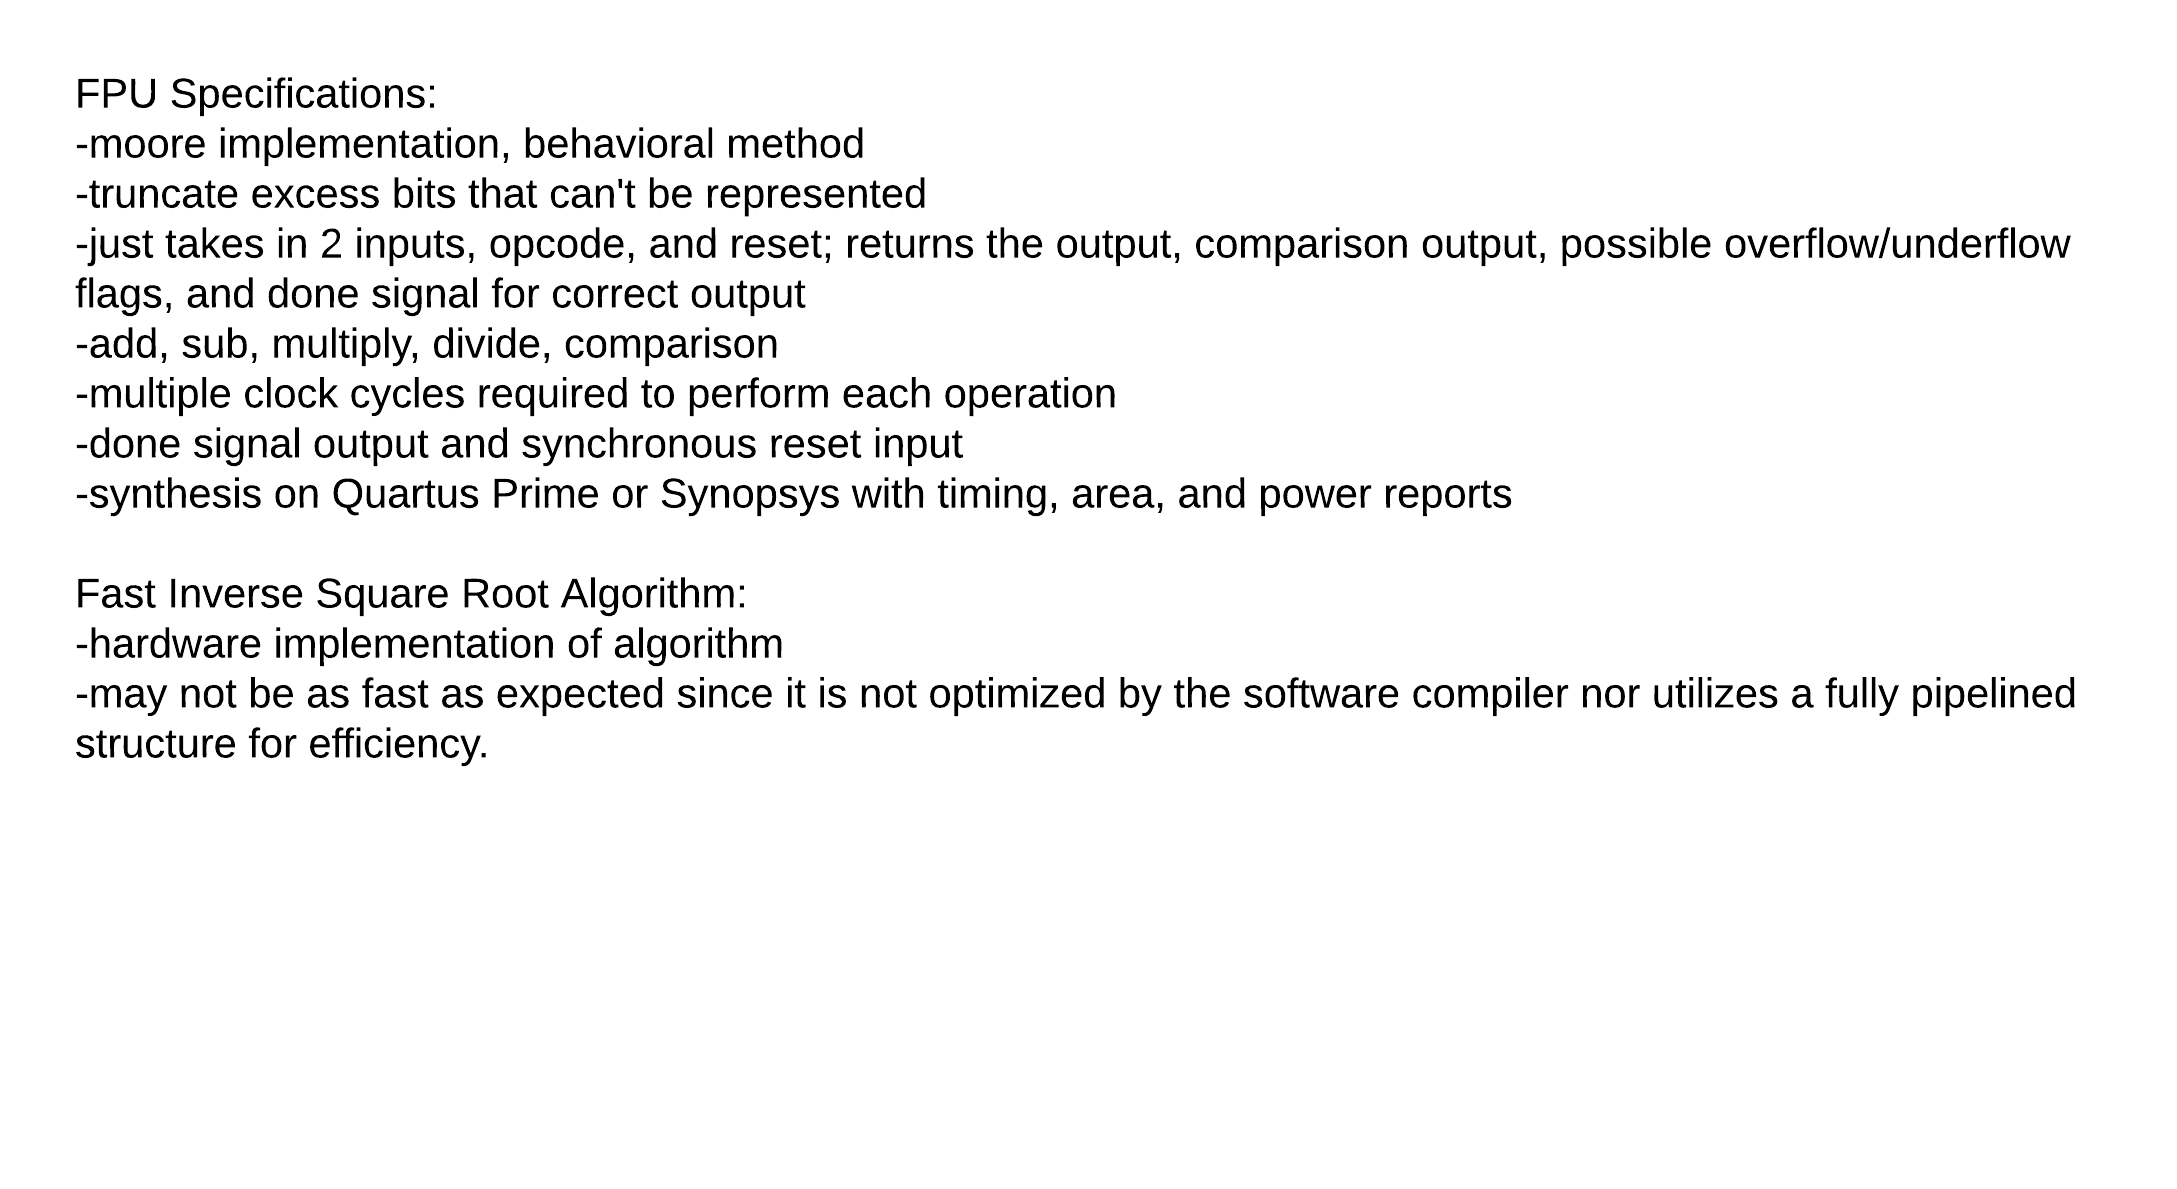 FPU Specifications:
-moore implementation, behavioral method
-truncate excess bits that can't be represented
-just takes in 2 inputs, opcode, and reset; returns the output, comparison output, possible overflow/underflow
flags, and done signal for correct output
-add, sub, multiply, divide, comparison
-multiple clock cycles required to perform each operation
-done signal output and synchronous reset input
-synthesis on Quartus Prime or Synopsys with timing, area, and power reports
Fast Inverse Square Root Algorithm:
-hardware implementation of algorithm
-may not be as fast as expected since it is not optimized by the software compiler nor utilizes a fully pipelined
structure for efficiency.